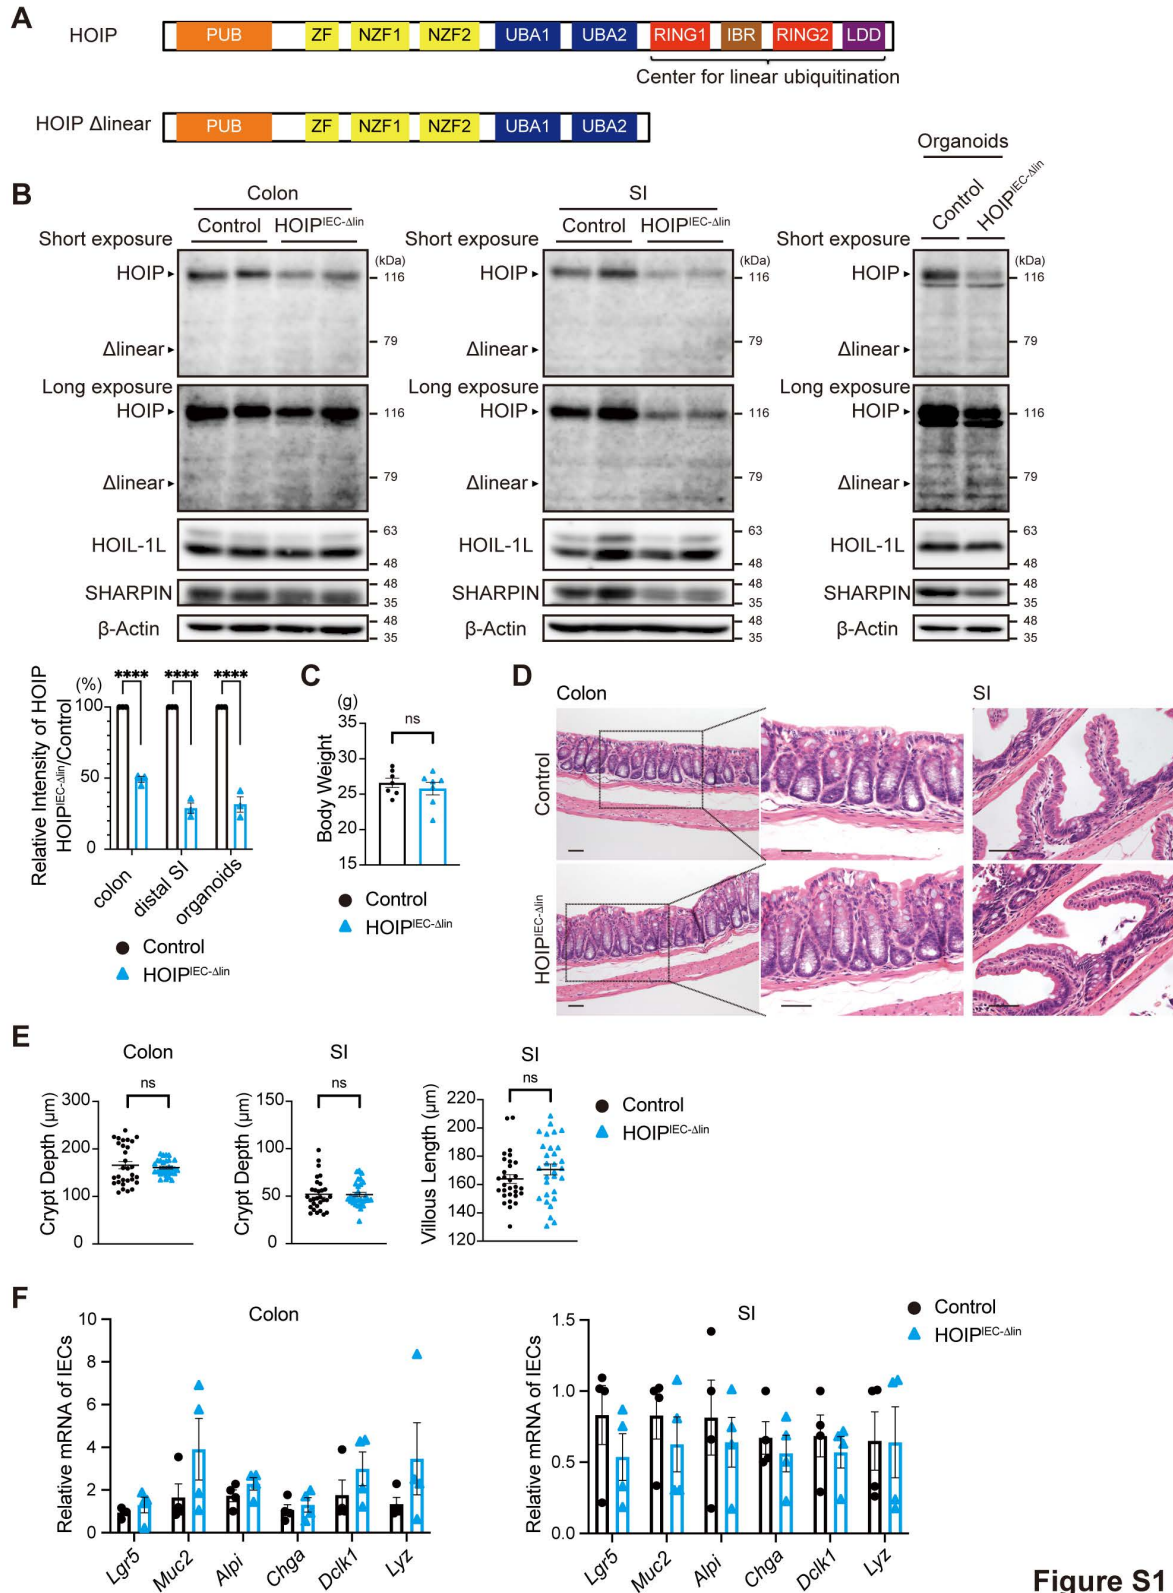 A
HOIP
PUB ZF NZF1 NZF2 UBA1 UBA2 RING1 IBR RING2 LDD
Center for linear ubiquitination
HOIP Δlinear
PUB ZF NZF1 NZF2 UBA1 UBA2
B
Colon
Control HOIPIEC-Δlin
Short exposure
(kDa)
HOIP
116
Δlinear
79
Long exposure
HOIP
116
Δlinear
79
HOIL-1L
63
48
SHARPIN
48
35
β-Actin
48
35
SI
Control HOIPIEC-Δlin
Short exposure
(kDa)
HOIP
116
Δlinear
79
Long exposure
HOIP
116
Δlinear
79
HOIL-1L
63
48
SHARPIN
48
35
β-Actin
48
35
Organoids
Control HOIPIEC-Δlin
Short exposure
(kDa)
HOIP
116
Δlinear
79
Long exposure
HOIP
116
Δlinear
79
HOIL-1L
63
48
SHARPIN
48
35
β-Actin
48
35
Relative Intensity of HOIP
HOIPIEC-Δlin/Control
(%)
100
50
0
**** **** ****
colon distal SI organoids
Control
HOIPIEC-Δlin
C
(g)
Body Weight
35
30
25
20
15
ns
Control
HOIPIEC-Δlin
D
Colon SI
Control
HOIPIEC-Δlin
E
Colon
Crypt Depth (μm)
300
200
100
0
ns
SI
Crypt Depth (μm)
150
100
50
0
ns
SI
Villous Length (μm)
220
200
180
160
140
120
ns
Control
HOIPIEC-Δlin
F
Colon
Relative mRNA of IECs
10
8
6
4
2
0
Lgr5 Muc2 Alpi Chga Dclk1 Lyz
SI
Relative mRNA of IECs
1.5
1.0
0.5
0.0
Lgr5 Muc2 Alpi Chga Dclk1 Lyz
Control
HOIPIEC-Δlin
Figure S1